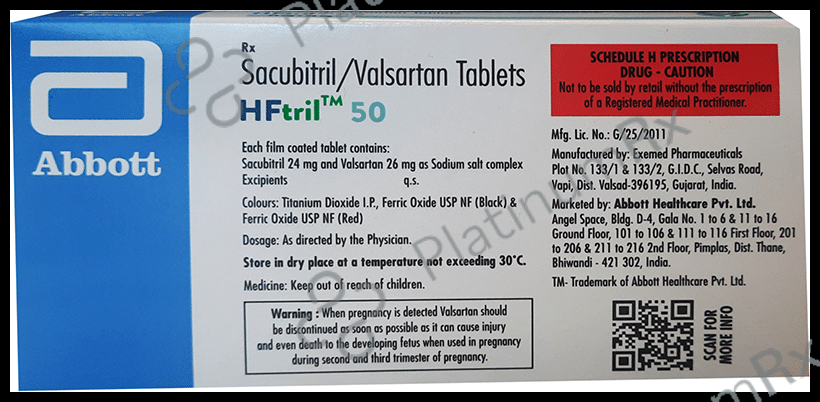 Abbott
Rx
Sacubitril/Valsartan Tablets
HFtril™ 50
Each film coated tablet contains:
Sacubitril 24 mg and Valsartan 26 mg as Sodium salt complex
Excipients q.s.
Colours: Titanium Dioxide I.P., Ferric Oxide USP NF (Black) &
Ferric Oxide USP NF (Red)
Dosage: As directed by the Physician.
Store in dry place at a temperature not exceeding 30°C.
Medicine: Keep out of reach of children.
Warning : When pregnancy is detected Valsartan should
be discontinued as soon as possible as it can cause injury
and even death to the developing fetus when used in pregnancy
during second and third trimester of pregnancy.
SCHEDULE H PRESCRIPTION
DRUG - CAUTION
Not to be sold by retail without the prescription
of a Registered Medical Practitioner.
Mfg. Lic. No.: G/25/2011
Manufactured by: Exemed Pharmaceuticals
Plot No. 133/1 & 133/2, G.I.D.C., Selvas Road,
Vapi, Dist. Valsad-396195, Gujarat, India.
Marketed by: Abbott Healthcare Pvt. Ltd.
Angel Space, Bldg. D-4, Gala No. 1 to 6 & 11 to 16
Ground Floor, 101 to 106 & 111 to 116 First Floor, 201
to 206 & 211 to 216 2nd Floor, Pimplas, Dist. Thane,
Bhiwandi - 421 302, India.
TM- Trademark of Abbott Healthcare Pvt. Ltd.
SCAN FOR
MORE INFO
PlatinumRx
PlatinumRx
PlatinumRx